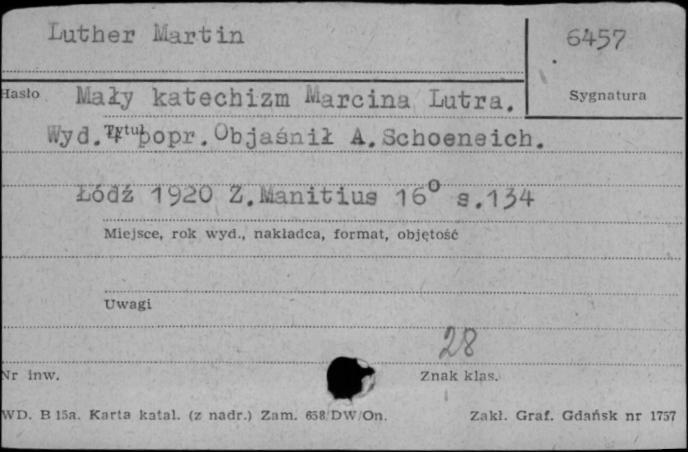 Luther Martin
6457
Hasło
Sygnatura
Mały katechizm Marcina Lutra.
Tytuł
Wyd.4 popr.Objaśnił A.Schoeneich.
Łódź 1920 Z.Manitius 16° s.134
Miejsce, rok wyd., nakładca, format, objętość
Uwagi
28
Nr inw.
Znak klas.
WD. B 15a. Karta katal. (z nadr.) Zam. 658/DW/On.
Zakł. Graf. Gdańsk nr 1757